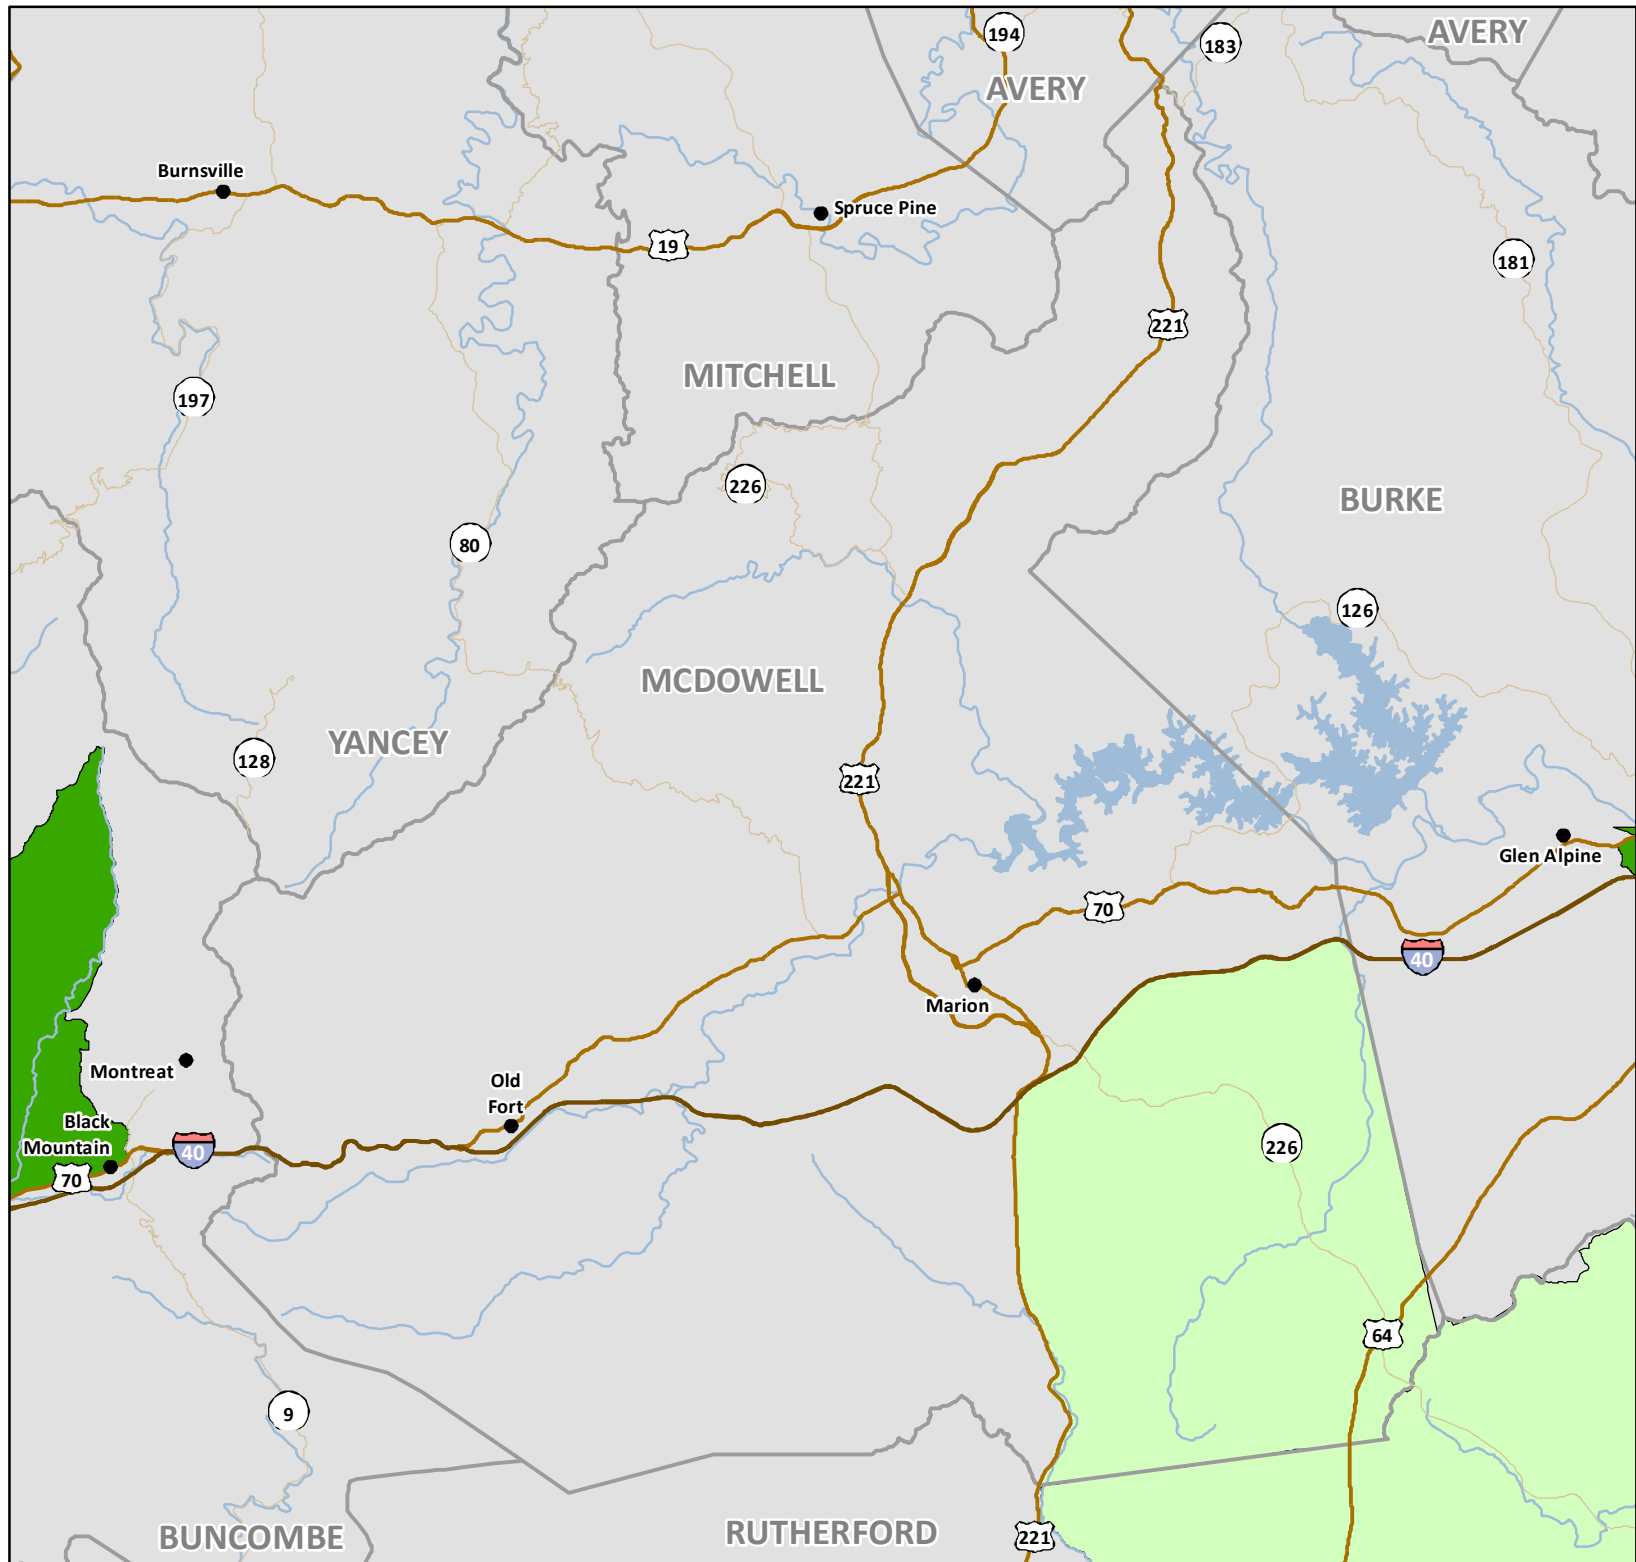 194
183
AVERY
AVERY
Burnsville
Spruce Pine
19
181
221
MITCHELL
197
226
BURKE
80
126
MCDOWELL
YANCEY
128
221
Glen Alpine
70
40
Marion
Montreat
Old
Fort
Black
Mountain
40
70
226
64
9
BUNCOMBE
RUTHERFORD
221